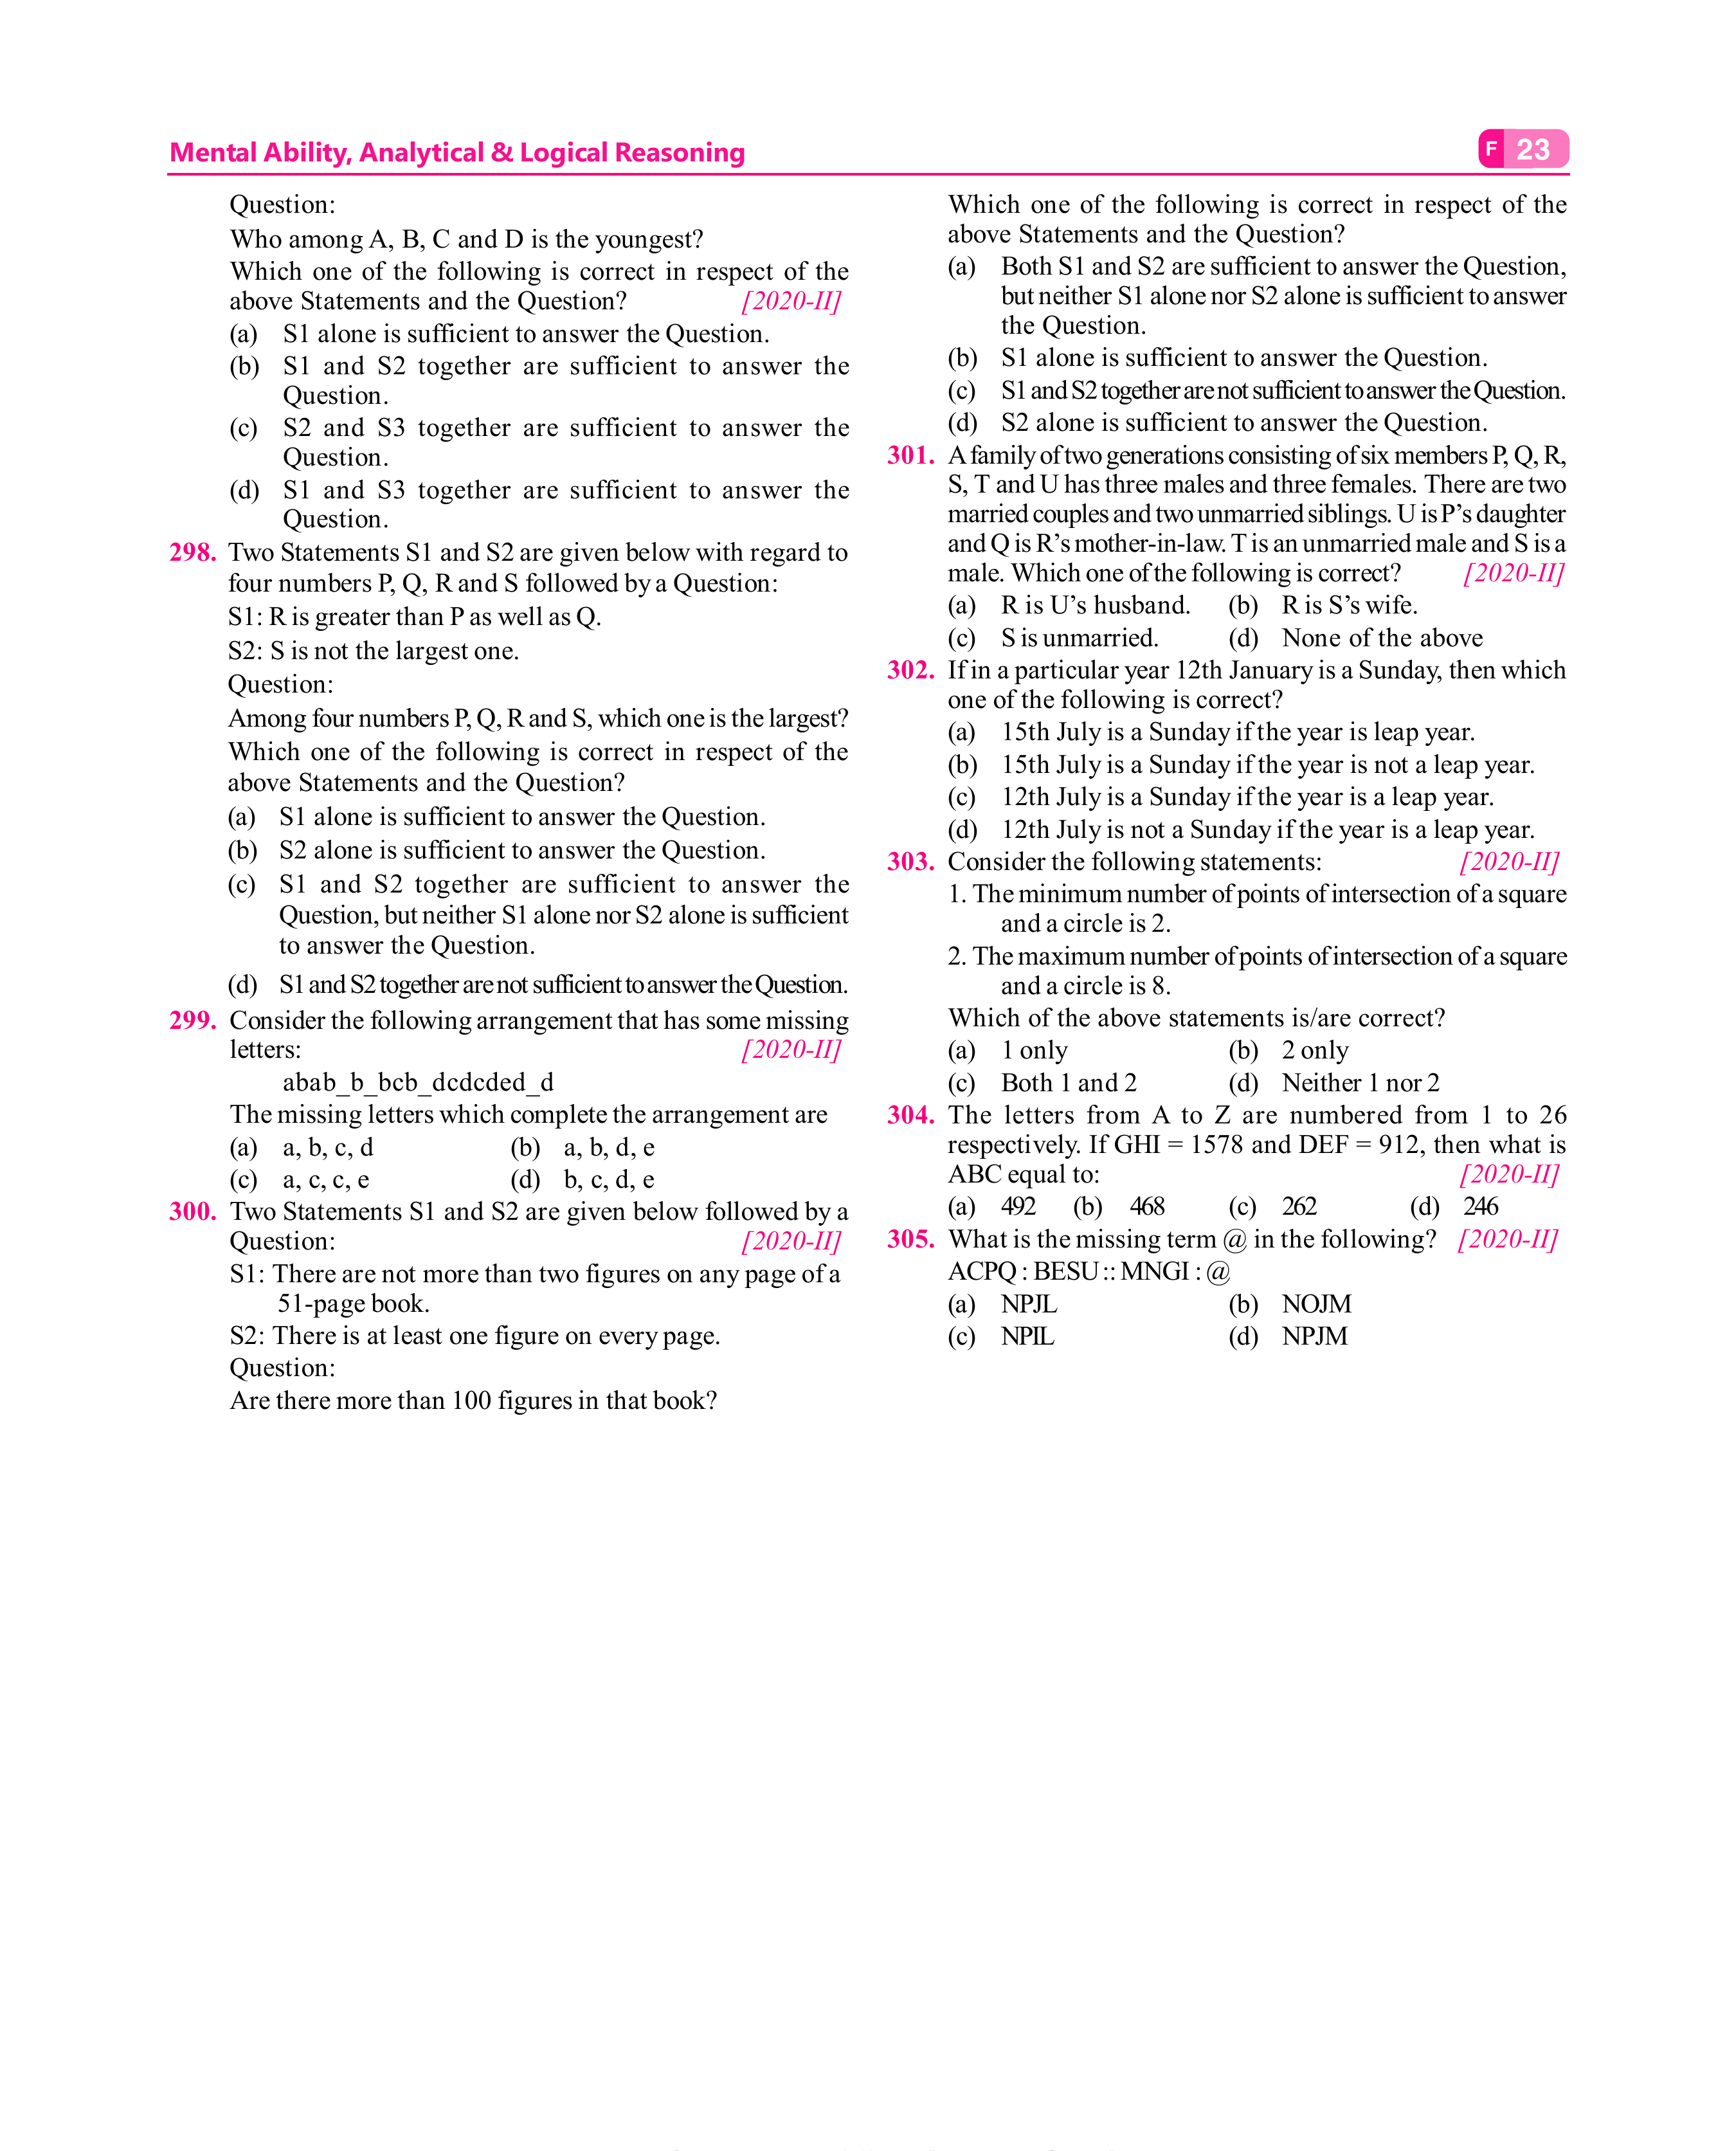 Mental Ability, Analytical & Logical Reasoning
F 23
Question:
Who among A, B, C and D is the youngest?
Which one of the following is correct in respect of the
above Statements and the Question? [2020-II]
(a) S1 alone is sufficient to answer the Question.
(b) S1 and S2 together are sufficient to answer the
Question.
(c) S2 and S3 together are sufficient to answer the
Question.
(d) S1 and S3 together are sufficient to answer the
Question.
298. Two Statements S1 and S2 are given below with regard to
four numbers P, Q, R and S followed by a Question:
S1: R is greater than P as well as Q.
S2: S is not the largest one.
Question:
Among four numbers P, Q, R and S, which one is the largest?
Which one of the following is correct in respect of the
above Statements and the Question?
(a) S1 alone is sufficient to answer the Question.
(b) S2 alone is sufficient to answer the Question.
(c) S1 and S2 together are sufficient to answer the
Question, but neither S1 alone nor S2 alone is sufficient
to answer the Question.
(d) S1 and S2 together are not sufficient to answer the Question.
299. Consider the following arrangement that has some missing
letters: [2020-II]
abab_b_bcb_dcdcded_d
The missing letters which complete the arrangement are
(a) a, b, c, d (b) a, b, d, e
(c) a, c, c, e (d) b, c, d, e
300. Two Statements S1 and S2 are given below followed by a
Question: [2020-II]
S1: There are not more than two figures on any page of a
51-page book.
S2: There is at least one figure on every page.
Question:
Are there more than 100 figures in that book?
Which one of the following is correct in respect of the
above Statements and the Question?
(a) Both S1 and S2 are sufficient to answer the Question,
but neither S1 alone nor S2 alone is sufficient to answer
the Question.
(b) S1 alone is sufficient to answer the Question.
(c) S1 and S2 together are not sufficient to answer the Question.
(d) S2 alone is sufficient to answer the Question.
301. A family of two generations consisting of six members P, Q, R,
S, T and U has three males and three females. There are two
married couples and two unmarried siblings. U is P's daughter
and Q is R's mother-in-law. T is an unmarried male and S is a
male. Which one of the following is correct? [2020-II]
(a) R is U's husband. (b) R is S's wife.
(c) S is unmarried. (d) None of the above
302. If in a particular year 12th January is a Sunday, then which
one of the following is correct?
(a) 15th July is a Sunday if the year is leap year.
(b) 15th July is a Sunday if the year is not a leap year.
(c) 12th July is a Sunday if the year is a leap year.
(d) 12th July is not a Sunday if the year is a leap year.
303. Consider the following statements: [2020-II]
1. The minimum number of points of intersection of a square
and a circle is 2.
2. The maximum number of points of intersection of a square
and a circle is 8.
Which of the above statements is/are correct?
(a) 1 only (b) 2 only
(c) Both 1 and 2 (d) Neither 1 nor 2
304. The letters from A to Z are numbered from 1 to 26
respectively. If GHI = 1578 and DEF = 912, then what is
ABC equal to: [2020-II]
(a) 492 (b) 468 (c) 262 (d) 246
305. What is the missing term @ in the following? [2020-II]
ACPQ : BESU :: MNGI : @
(a) NPJL (b) NOJM
(c) NPIL (d) NPJM